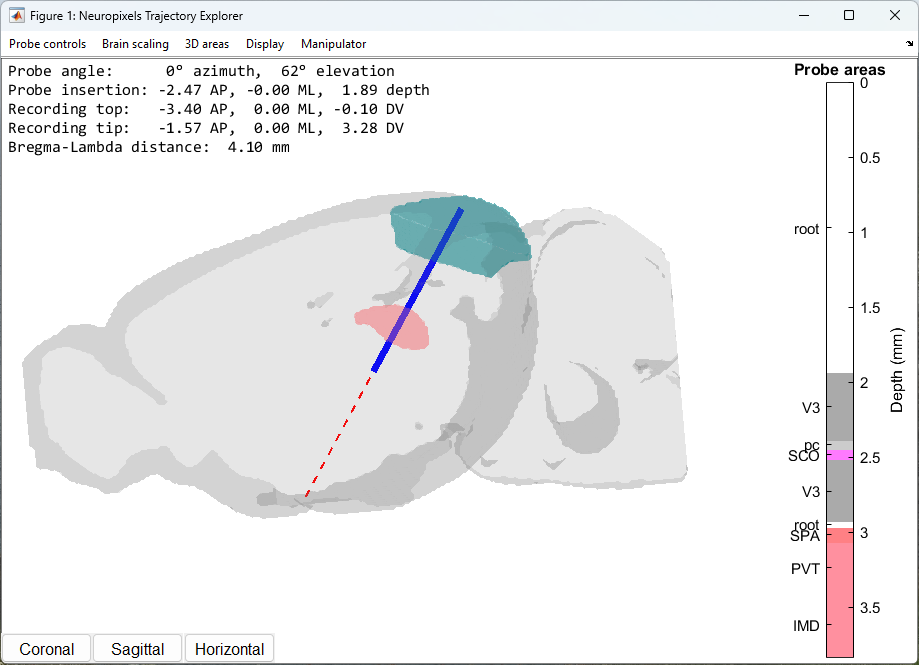 Figure 1: Neuropixels Trajectory Explorer
Probe controls Brain scaling 3D areas Display Manipulator
Probe angle: 0° azimuth, 62° elevation
Probe insertion: -2.47 AP, -0.00 ML, 1.89 depth
Recording top: -3.40 AP, 0.00 ML, -0.10 DV
Recording tip: -1.57 AP, 0.00 ML, 3.28 DV
Bregma-Lambda distance: 4.10 mm
Probe areas
0
0.5
root 1
1.5
2
V3
pc
SCO 2.5
V3
root
SPA 3
PVT
3.5
IMD
Depth (mm)
Coronal Sagittal Horizontal